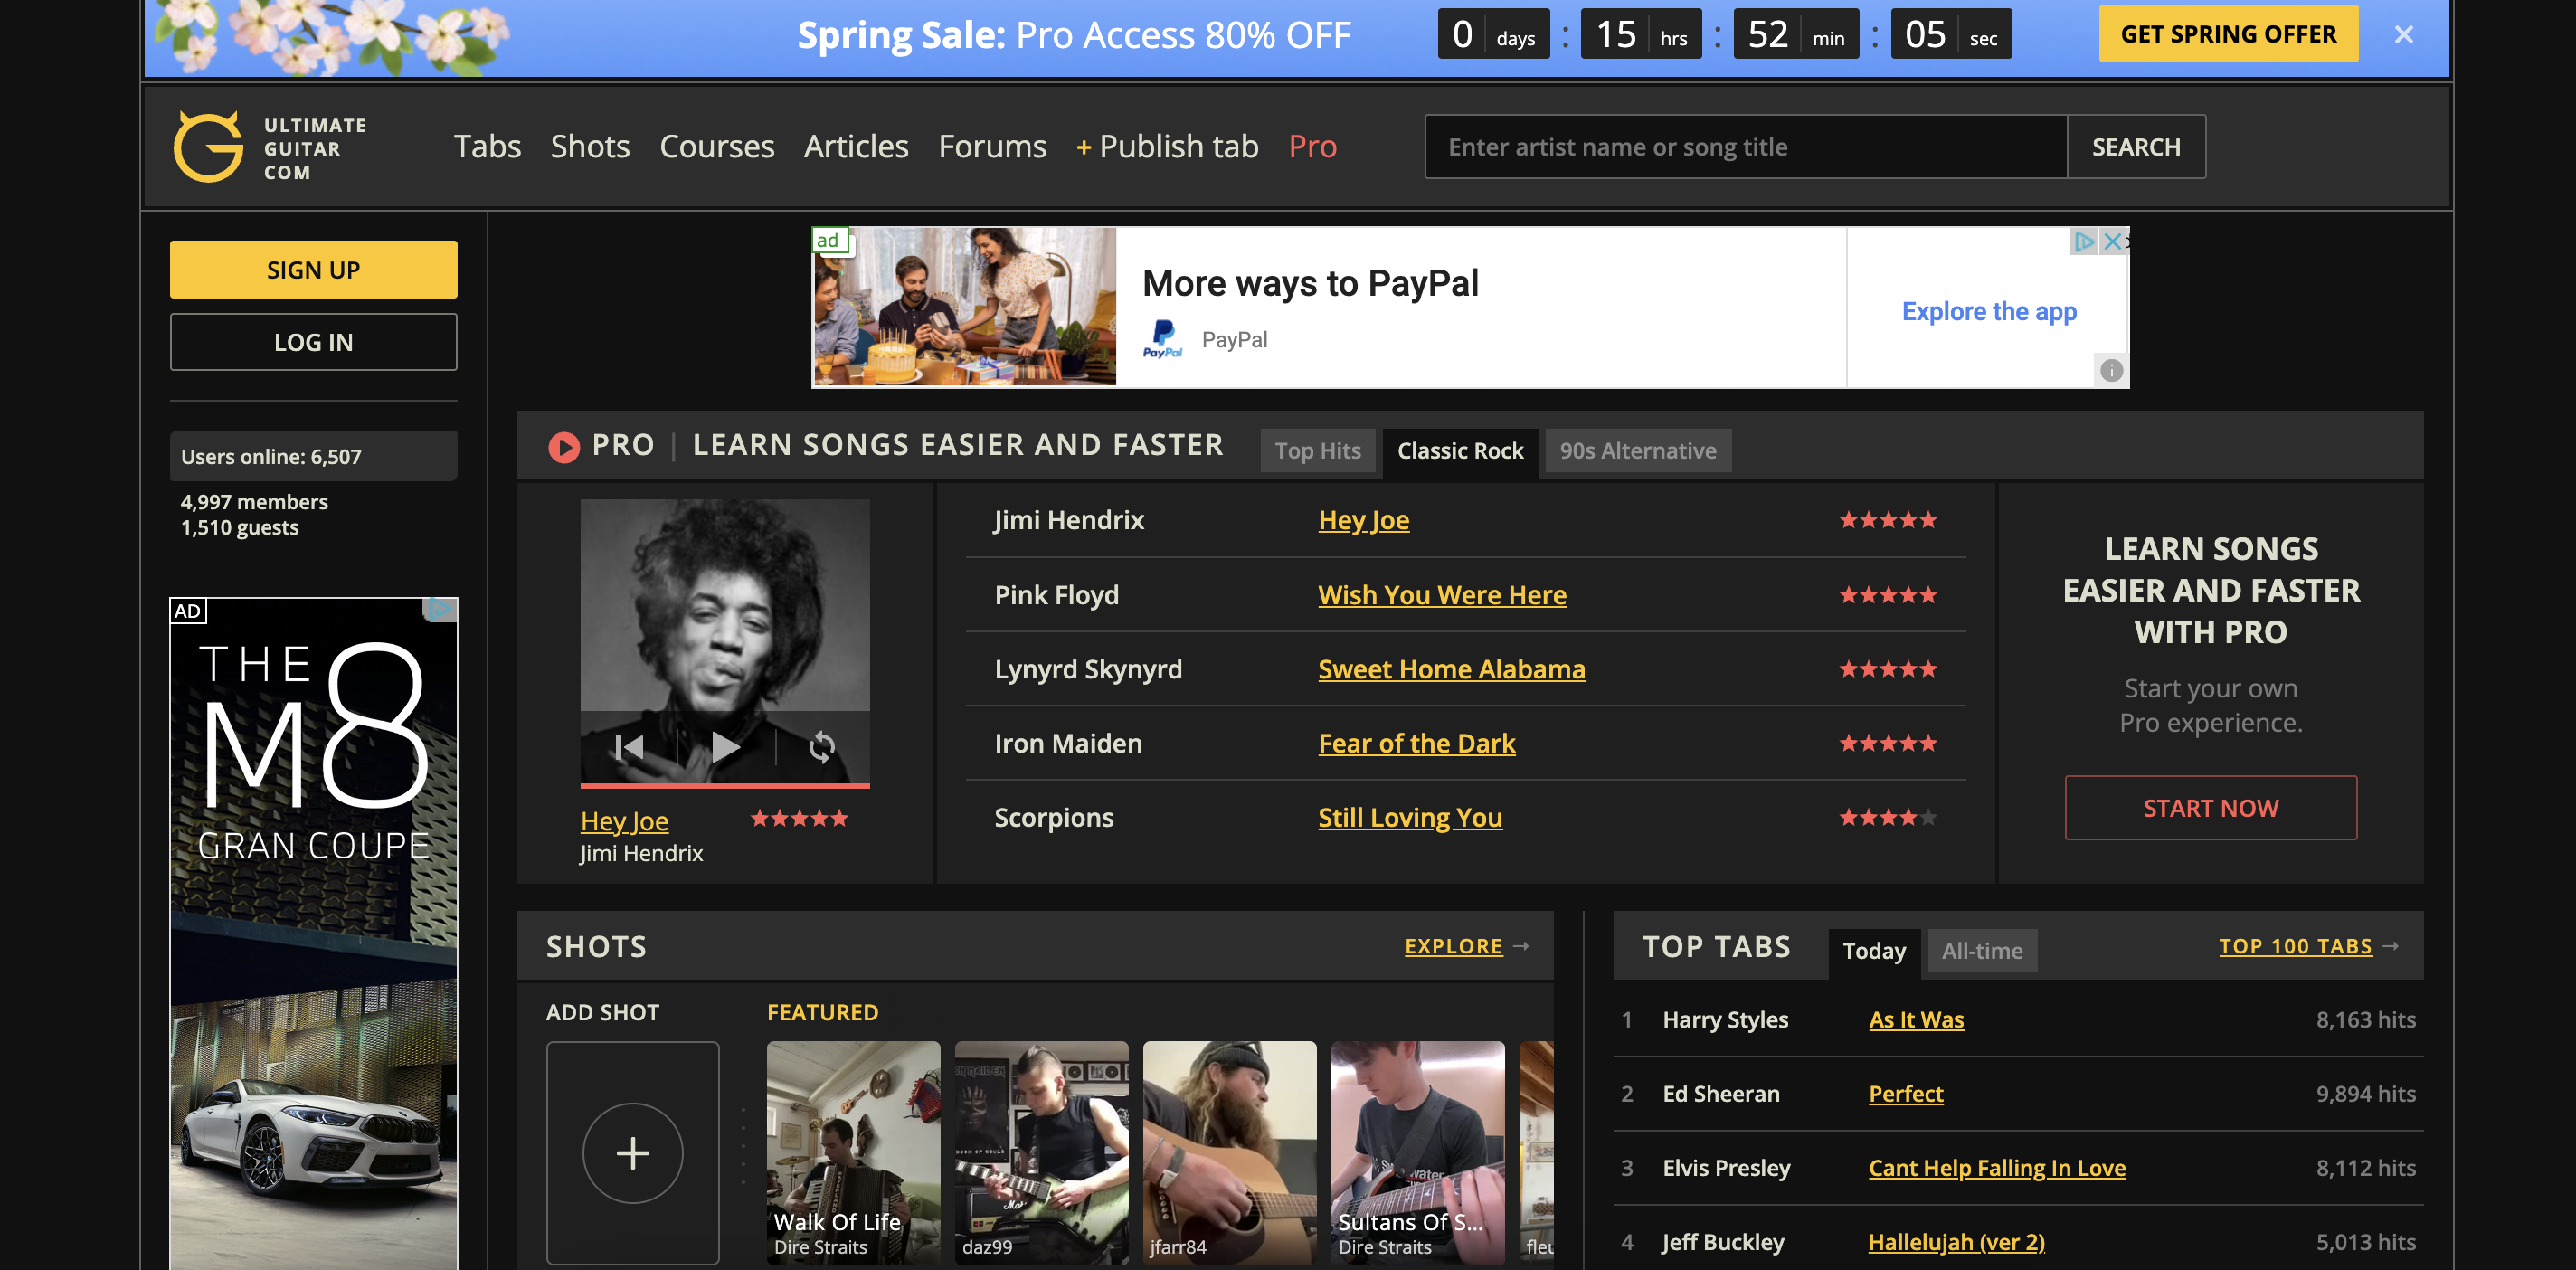 Spring Sale: Pro Access 80% OFF
0 days : 15 hrs : 52 min : 05 sec
GET SPRING OFFER
ULTIMATE
GUITAR
COM
Tabs Shots Courses Articles Forums + Publish tab Pro
Enter artist name or song title
SEARCH
SIGN UP
LOG IN
Users online: 6,507
4,997 members
1,510 guests
AD
THE
M8
GRAN COUPE
ad
More ways to PayPal
PayPal PayPal
Explore the app
PRO | LEARN SONGS EASIER AND FASTER
Top Hits Classic Rock 90s Alternative
Hey Joe
Jimi Hendrix
Jimi Hendrix Hey Joe
Pink Floyd Wish You Were Here
Lynyrd Skynyrd Sweet Home Alabama
Iron Maiden Fear of the Dark
Scorpions Still Loving You
LEARN SONGS
EASIER AND FASTER
WITH PRO
Start your own
Pro experience.
START NOW
SHOTS
EXPLORE →
ADD SHOT
FEATURED
Walk Of Life
Dire Straits
daz99
jfarr84
Sultans Of S...
Dire Straits
fleu
TOP TABS
Today All-time
TOP 100 TABS →
1 Harry Styles As It Was 8,163 hits
2 Ed Sheeran Perfect 9,894 hits
3 Elvis Presley Cant Help Falling In Love 8,112 hits
4 Jeff Buckley Hallelujah (ver 2) 5,013 hits